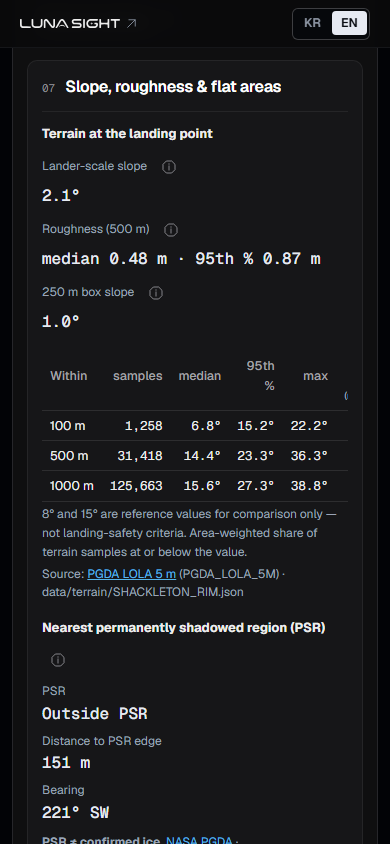 LUNA SIGHT ↗
KR EN
07 Slope, roughness & flat areas
Terrain at the landing point
Lander-scale slope
2.1°
Roughness (500 m)
median 0.48 m · 95th % 0.87 m
250 m box slope
1.0°
Within samples median 95th % max
100 m 1,258 6.8° 15.2° 22.2°
500 m 31,418 14.4° 23.3° 36.3°
1000 m 125,663 15.6° 27.3° 38.8°
8° and 15° are reference values for comparison only —
not landing-safety criteria. Area-weighted share of
terrain samples at or below the value.
Source: PGDA LOLA 5 m (PGDA_LOLA_5M) ·
data/terrain/SHACKLETON_RIM.json
Nearest permanently shadowed region (PSR)
PSR
Outside PSR
Distance to PSR edge
151 m
Bearing
221° SW
PSR ≠ confirmed ice NASA PGDA ·